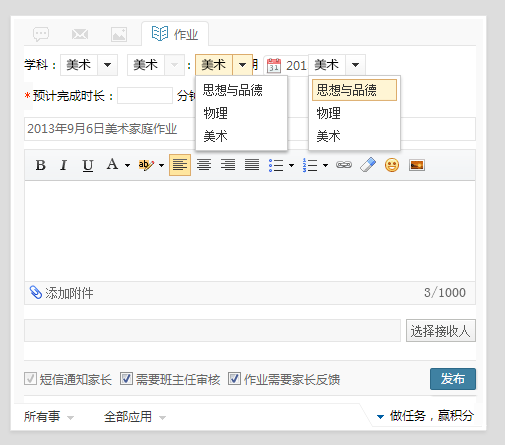 作业
学科： 美术 美术 : 美术 月 201 美术
思想与品德 思想与品德
物理 物理
美术 美术
*预计完成时长： 分钟
2013年9月6日美术家庭作业
B I U A ab
添加附件 3/1000
选择接收人
短信通知家长 需要班主任审核 作业需要家长反馈 发布
所有事 全部应用 做任务，赢积分